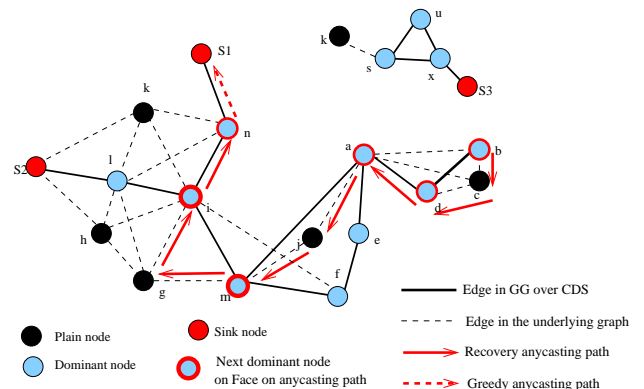 S1
k
u
s
x
S3
k
n
a
b
S2
l
c
i
d
h
j
e
f
g
m
Edge in GG over CDS
Edge in the underlying graph
Plain node
Sink node
Recovery anycasting path
Dominant node
Next dominant node
on Face on anycasting path
Greedy anycasting path